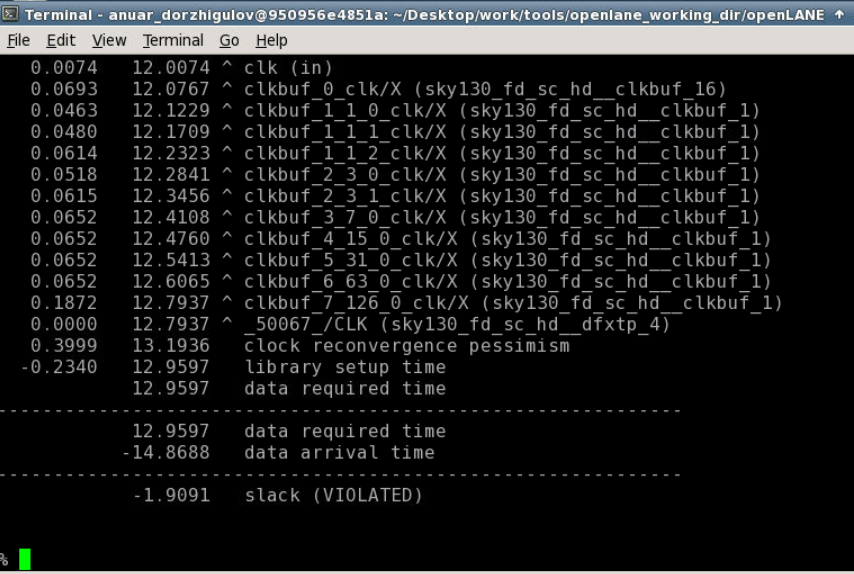 Terminal - anuar_dorzhigulov@950956e4851a: ~/Desktop/work/tools/openlane_working_dir/openLANE
File Edit View Terminal Go Help
0.0074 12.0074 ^ clk (in)
0.0693 12.0767 ^ clkbuf_0_clk/X (sky130_fd_sc_hd__clkbuf_16)
0.0463 12.1229 ^ clkbuf_1_1_0_clk/X (sky130_fd_sc_hd__clkbuf_1)
0.0480 12.1709 ^ clkbuf_1_1_1_clk/X (sky130_fd_sc_hd__clkbuf_1)
0.0614 12.2323 ^ clkbuf_1_1_2_clk/X (sky130_fd_sc_hd__clkbuf_1)
0.0518 12.2841 ^ clkbuf_2_3_0_clk/X (sky130_fd_sc_hd__clkbuf_1)
0.0615 12.3456 ^ clkbuf_2_3_1_clk/X (sky130_fd_sc_hd__clkbuf_1)
0.0652 12.4108 ^ clkbuf_3_7_0_clk/X (sky130_fd_sc_hd__clkbuf_1)
0.0652 12.4760 ^ clkbuf_4_15_0_clk/X (sky130_fd_sc_hd__clkbuf_1)
0.0652 12.5413 ^ clkbuf_5_31_0_clk/X (sky130_fd_sc_hd__clkbuf_1)
0.0652 12.6065 ^ clkbuf_6_63_0_clk/X (sky130_fd_sc_hd__clkbuf_1)
0.1872 12.7937 ^ clkbuf_7_126_0_clk/X (sky130_fd_sc_hd__clkbuf_1)
0.0000 12.7937 ^ _50067_/CLK (sky130_fd_sc_hd__dfxtp_4)
0.3999 13.1936 clock reconvergence pessimism
-0.2340 12.9597 library setup time
12.9597 data required time
---------------------------------------------------------
12.9597 data required time
-14.8688 data arrival time
---------------------------------------------------------
-1.9091 slack (VIOLATED)
%